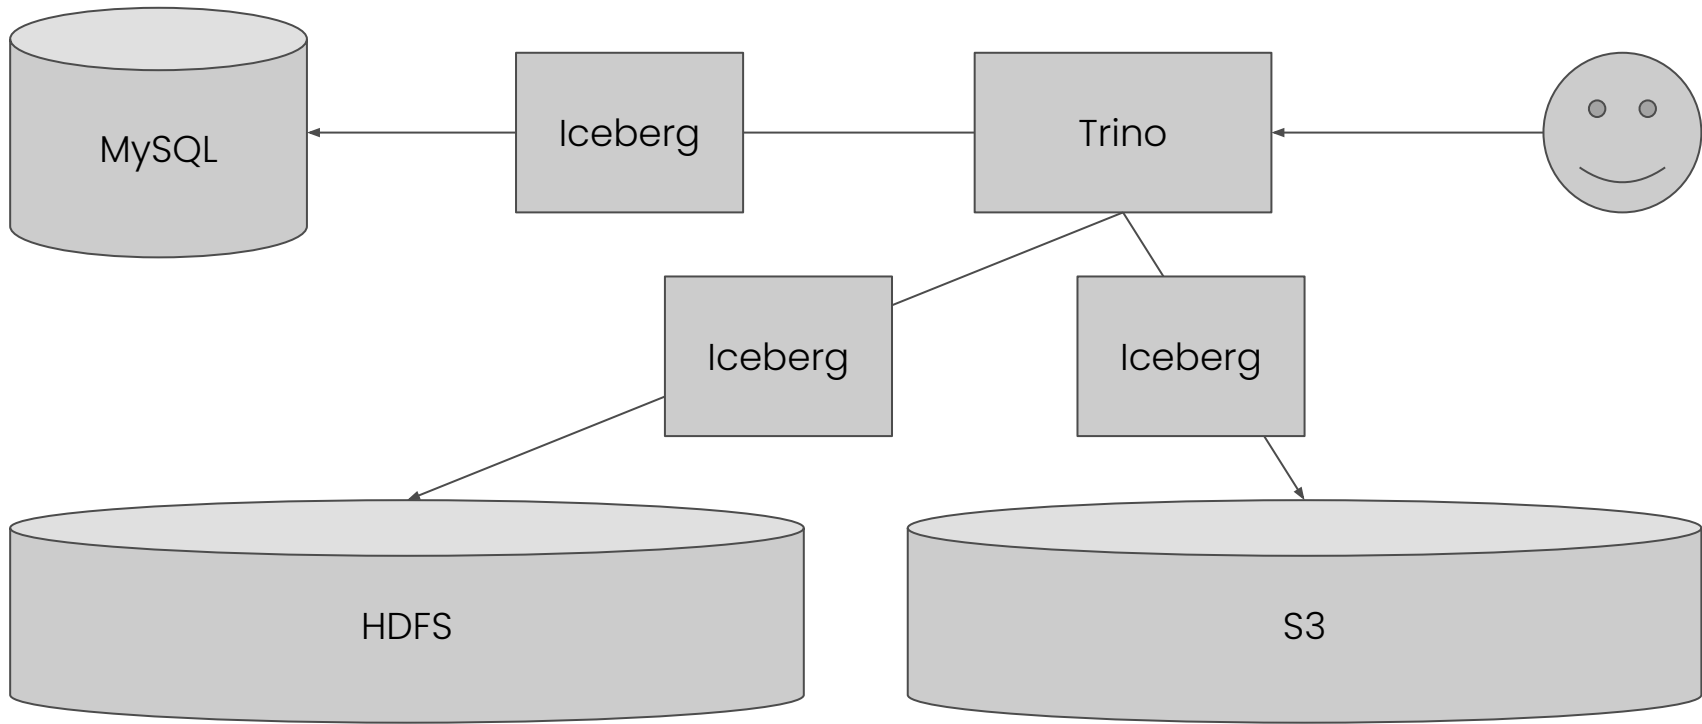 MySQL
Iceberg
Trino
Iceberg
Iceberg
HDFS
S3